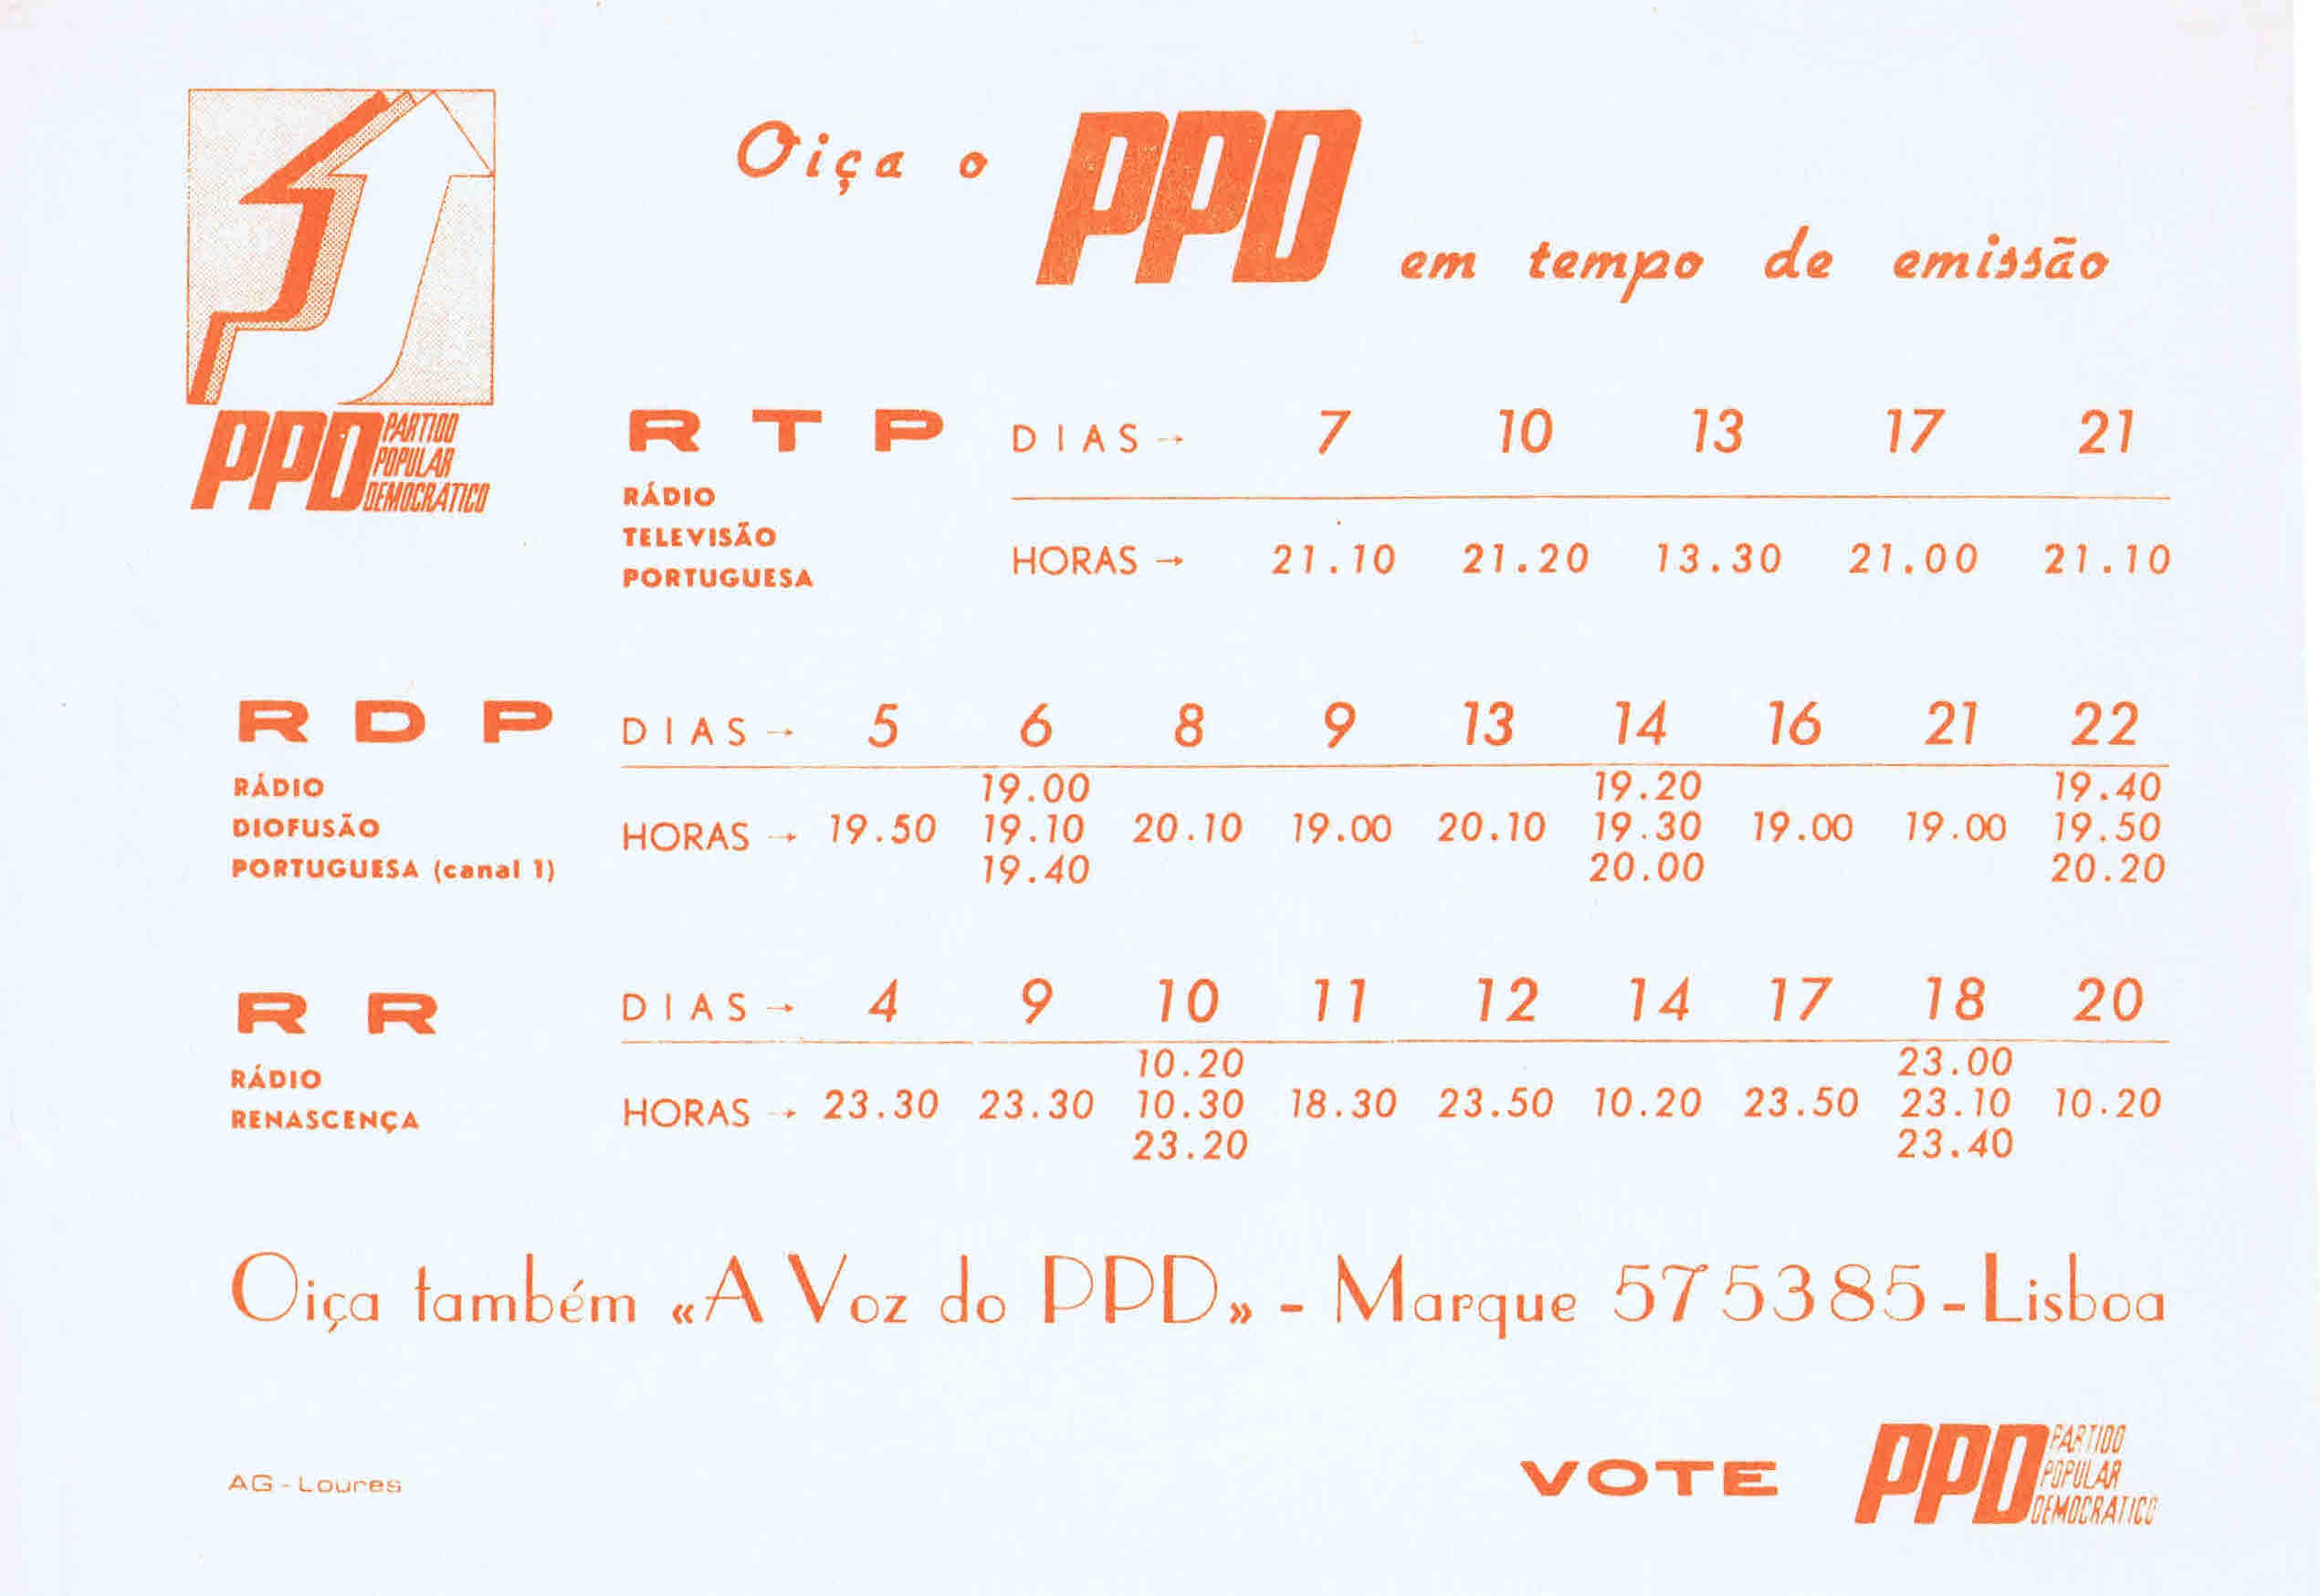 Oiça o PPD
em tempo de emissão
PPD PARTIDO
POPULAR
DEMOCRATICO
R T P DIAS → 7 10 13 17 21
RÁDIO
TELEVISÃO
PORTUGUESA
HORAS → 21.10 21.20 13.30 21.00 21.10
R D P DIAS → 5 6 8 9 13 14 16 21 22
RÁDIO
DIOFUSÃO
PORTUGUESA (canal 1)
19.00 19.20 19.40
HORAS → 19.50 19.10 20.10 19.00 20.10 19.30 19.00 19.00 19.50
19.40 20.00 20.20
R R DIAS → 4 9 10 11 12 14 17 18 20
RÁDIO
RENASCENÇA
10.20 23.00
HORAS → 23.30 23.30 10.30 18.30 23.50 10.20 23.50 23.10 10.20
23.20 23.40
Oiça também «A Voz do PPD» - Marque 575385 - Lisboa
AG - Loures
VOTE PPD PARTIDO
POPULAR
DEMOCRATICO